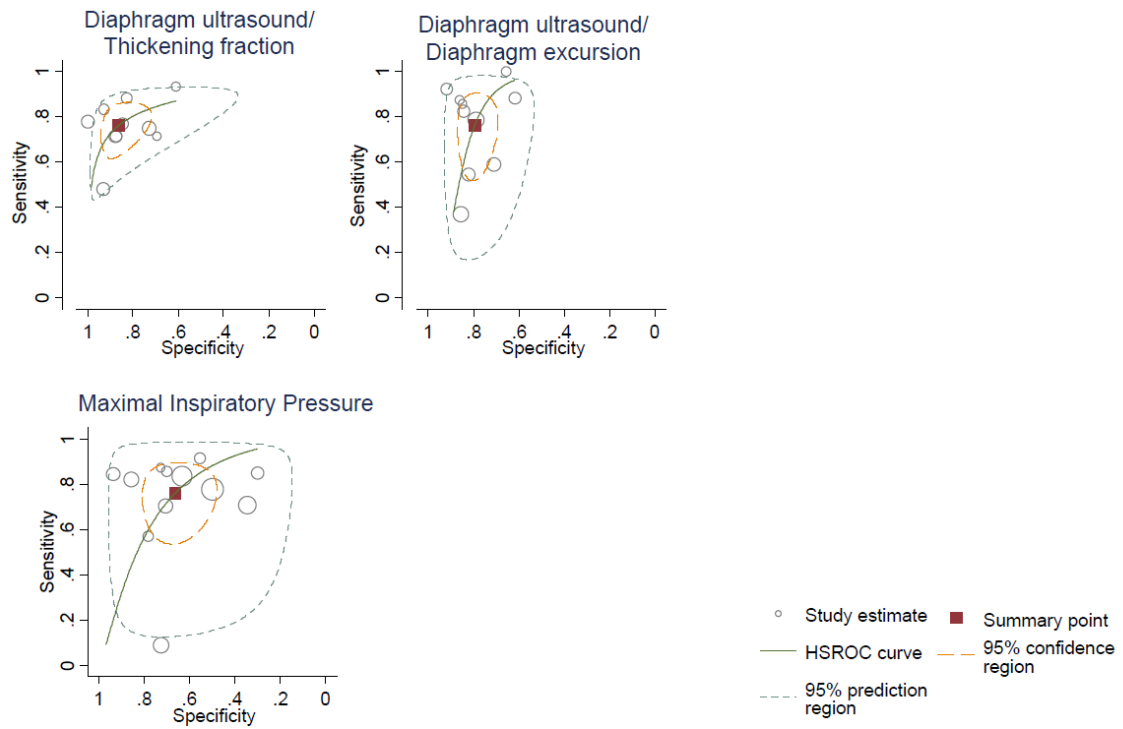 Diaphragm ultrasound/
Thickening fraction
Sensitivity
1
.8
.6
.4
.2
0
1 .8 .6 .4 .2 0
Specificity
Diaphragm ultrasound/
Diaphragm excursion
Sensitivity
1
.8
.6
.4
.2
0
1 .8 .6 .4 .2 0
Specificity
Maximal Inspiratory Pressure
Sensitivity
1
.8
.6
.4
.2
0
1 .8 .6 .4 .2 0
Specificity
Study estimate
Summary point
HSROC curve
95% confidence
region
95% prediction
region